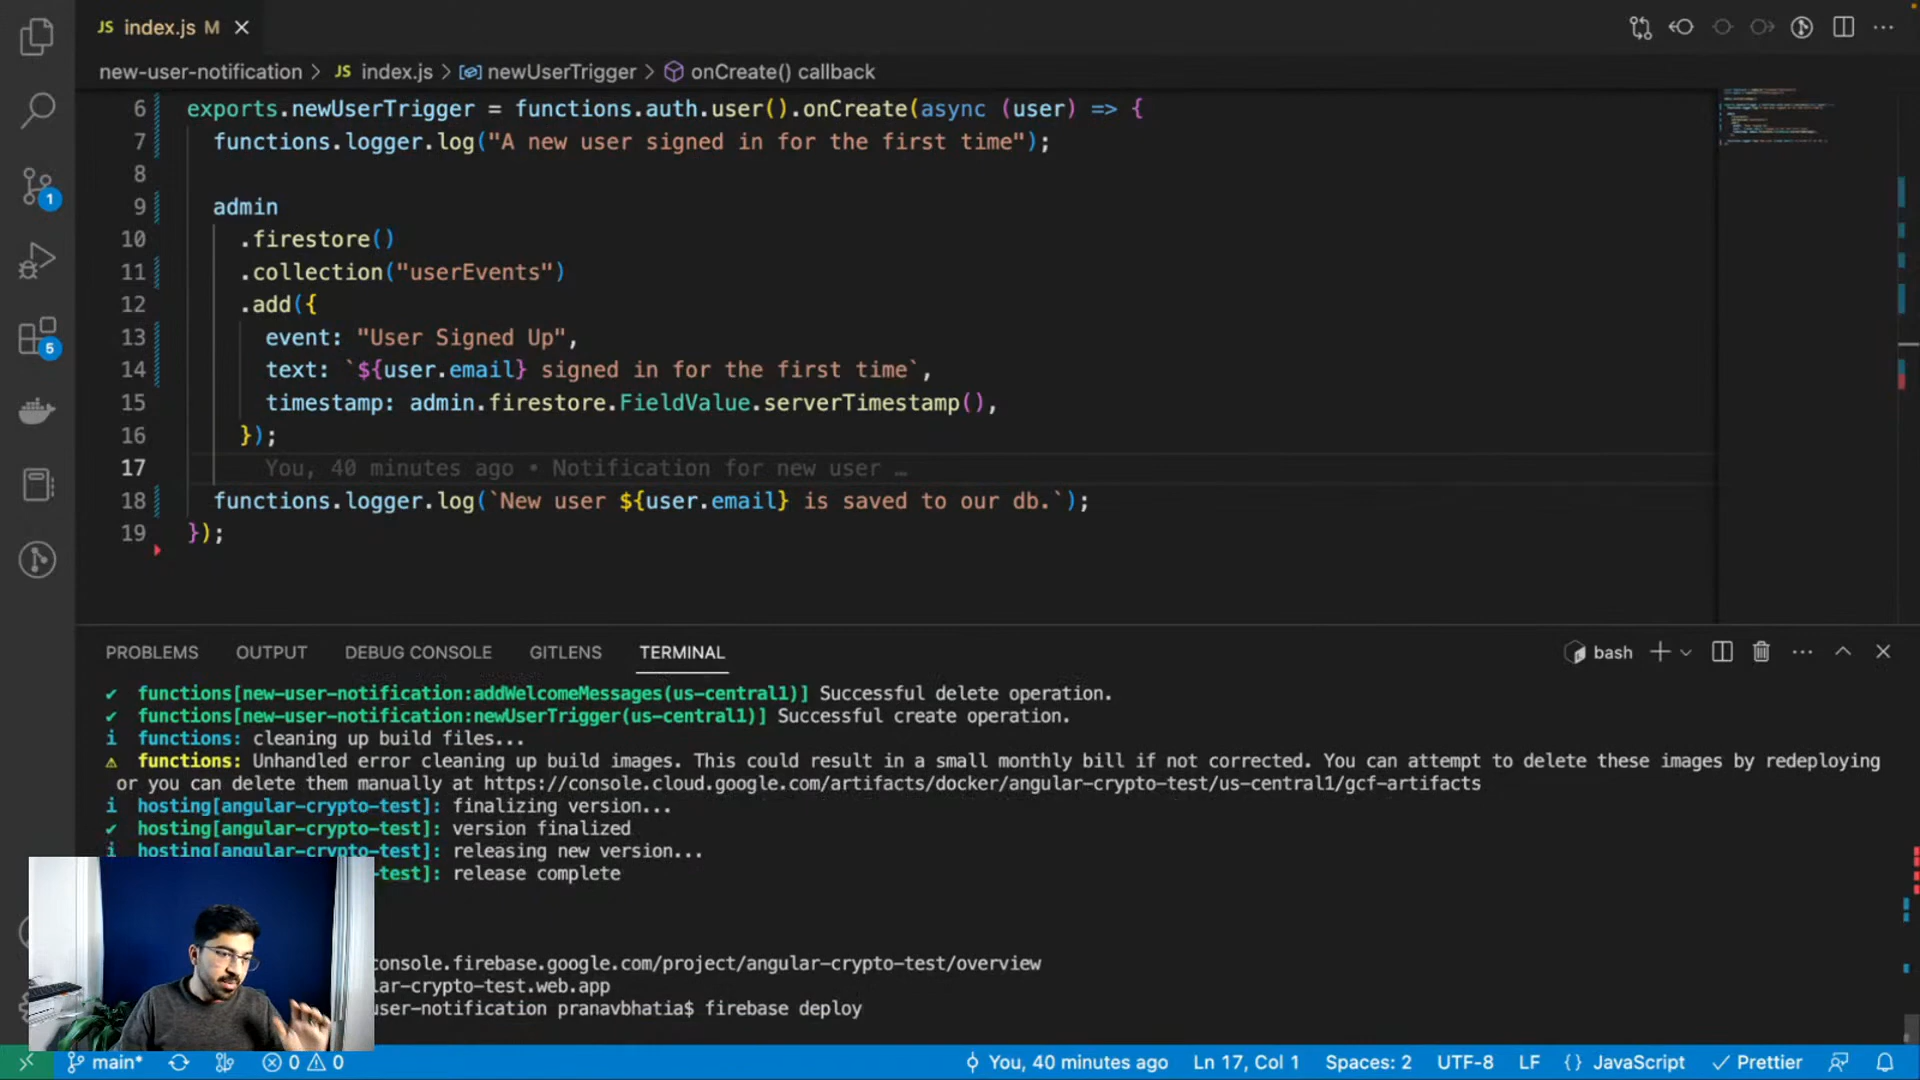 JS index.js M
new-user-notification > JS index.js > newUserTrigger > onCreate() callback
6 exports.newUserTrigger = functions.auth.user().onCreate(async (user) => {
7 functions.logger.log("A new user signed in for the first time");
8
9 admin
10 .firestore()
11 .collection("userEvents")
12 .add({
13 event: "User Signed Up",
14 text: `${user.email} signed in for the first time`,
15 timestamp: admin.firestore.FieldValue.serverTimestamp(),
16 });
17 You, 40 minutes ago • Notification for new user …
18 functions.logger.log(`New user ${user.email} is saved to our db.`);
19 });
1
5
PROBLEMS OUTPUT DEBUG CONSOLE GITLENS TERMINAL bash
✔ functions[new-user-notification:addWelcomeMessages(us-central1)] Successful delete operation.
✔ functions[new-user-notification:newUserTrigger(us-central1)] Successful create operation.
i functions: cleaning up build files...
⚠ functions: Unhandled error cleaning up build images. This could result in a small monthly bill if not corrected. You can attempt to delete these images by redeploying
or you can delete them manually at https://console.cloud.google.com/artifacts/docker/angular-crypto-test/us-central1/gcf-artifacts
i hosting[angular-crypto-test]: finalizing version...
✔ hosting[angular-crypto-test]: version finalized
i hosting[angular-crypto-test]: releasing new version...
test]: release complete
console.firebase.google.com/project/angular-crypto-test/overview
lar-crypto-test.web.app
user-notification pranavbhatia$ firebase deploy
main* 0 0 You, 40 minutes ago Ln 17, Col 1 Spaces: 2 UTF-8 LF {} JavaScript Prettier